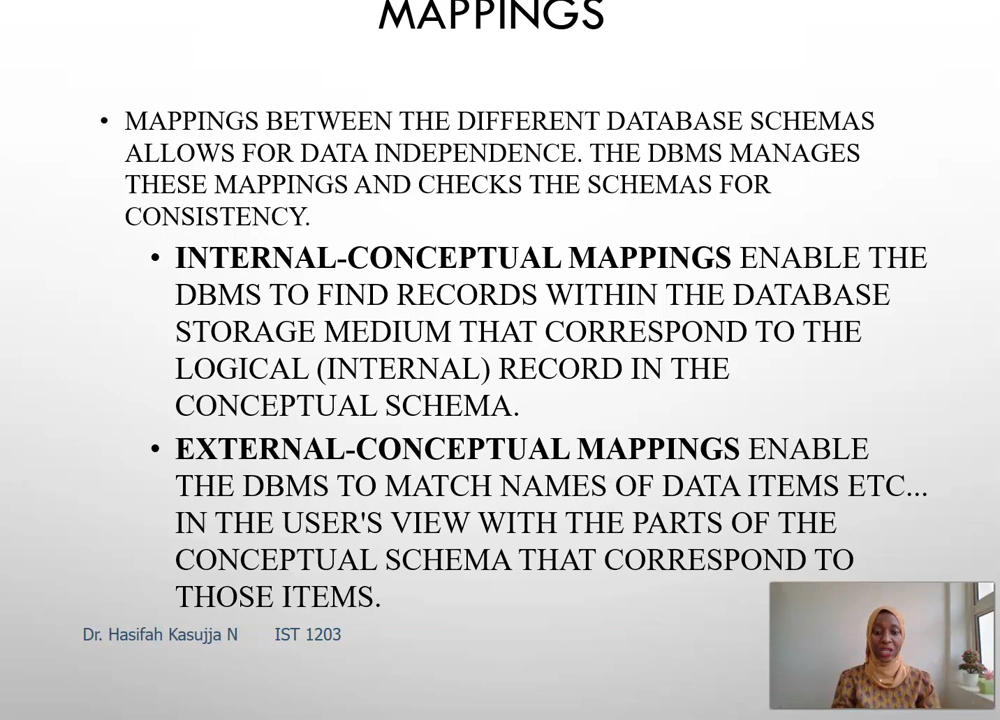 MAPPINGS
• MAPPINGS BETWEEN THE DIFFERENT DATABASE SCHEMAS
ALLOWS FOR DATA INDEPENDENCE. THE DBMS MANAGES
THESE MAPPINGS AND CHECKS THE SCHEMAS FOR
CONSISTENCY.
• INTERNAL-CONCEPTUAL MAPPINGS ENABLE THE
DBMS TO FIND RECORDS WITHIN THE DATABASE
STORAGE MEDIUM THAT CORRESPOND TO THE
LOGICAL (INTERNAL) RECORD IN THE
CONCEPTUAL SCHEMA.
• EXTERNAL-CONCEPTUAL MAPPINGS ENABLE
THE DBMS TO MATCH NAMES OF DATA ITEMS ETC...
IN THE USER'S VIEW WITH THE PARTS OF THE
CONCEPTUAL SCHEMA THAT CORRESPOND TO
THOSE ITEMS.
Dr. Hasifah Kasujja N IST 1203